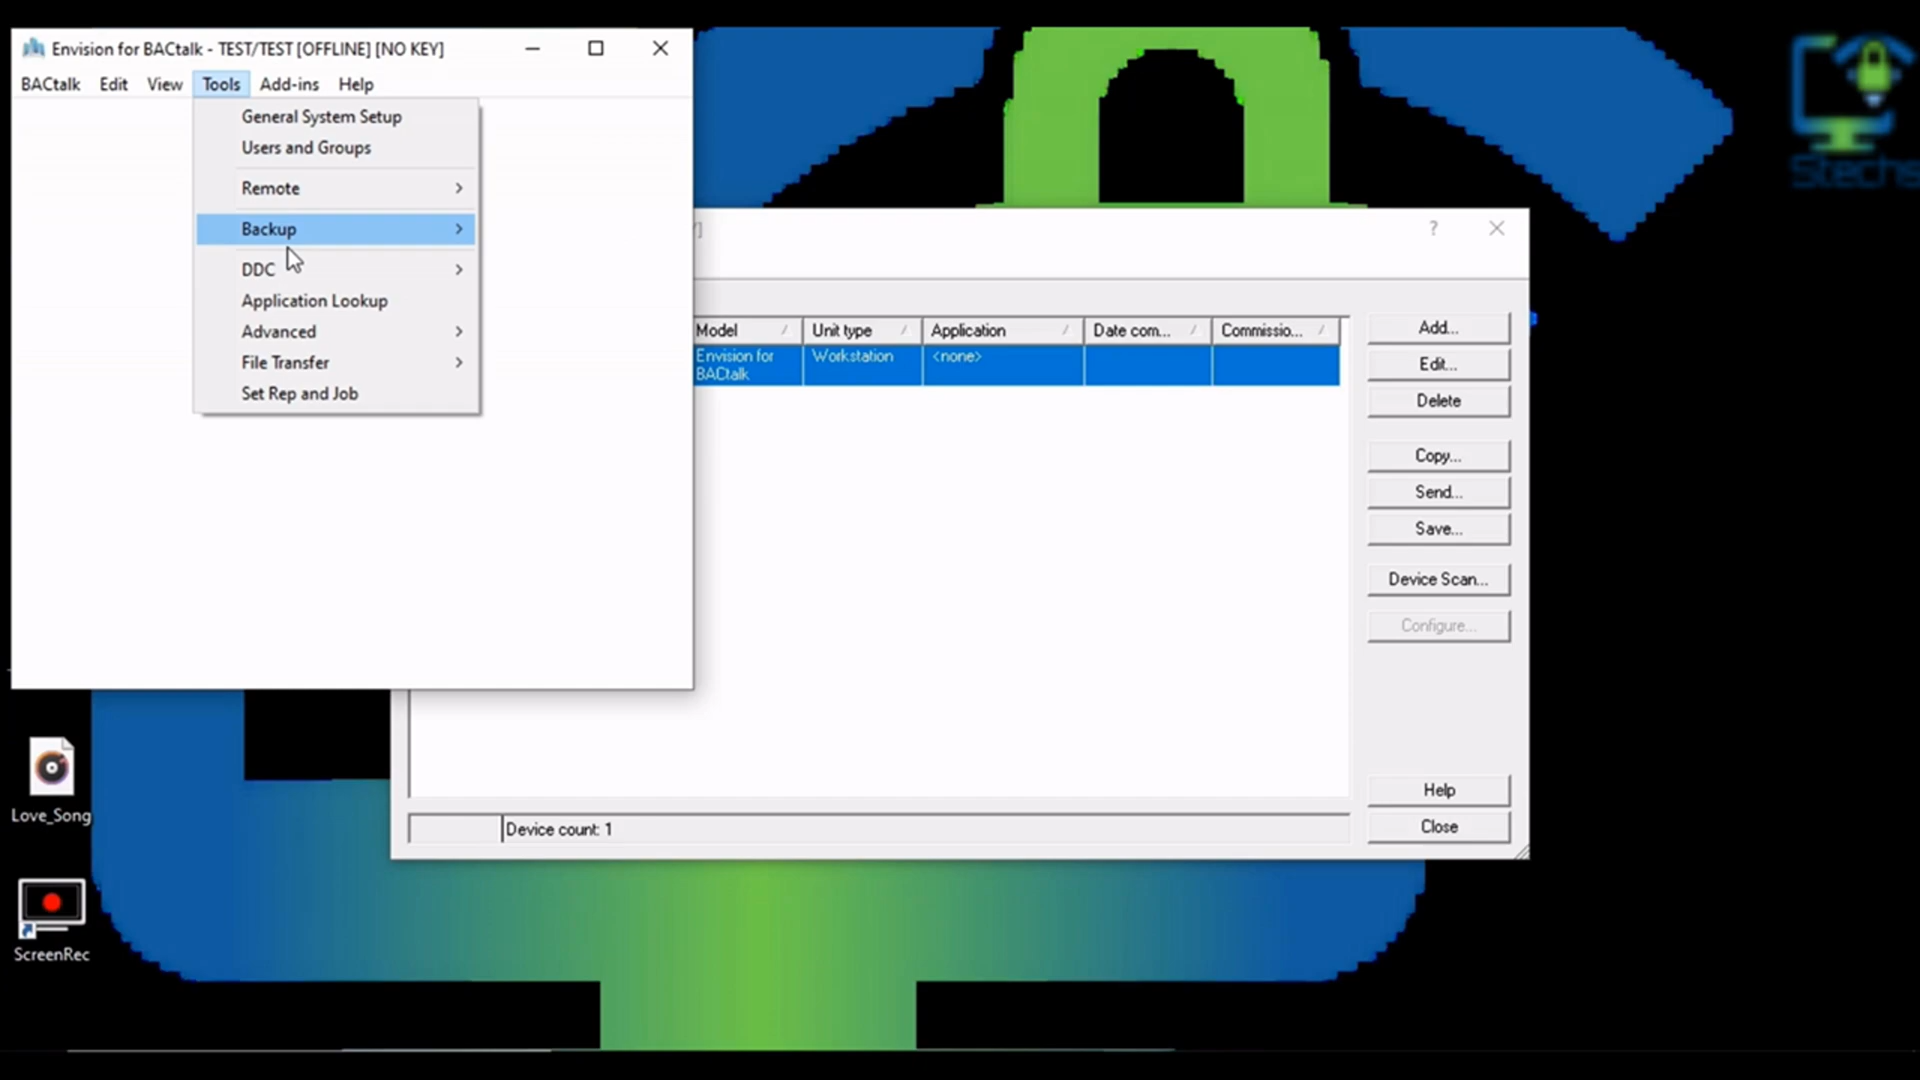 Envision for BACtalk - TEST/TEST [OFFLINE] [NO KEY]
BACtalk Edit View Tools Add-ins Help
General System Setup
Users and Groups
Remote
Backup
DDC
Application Lookup
Advanced
File Transfer
Set Rep and Job
]
?
Model Unit type Application Date com... Commissio...
Envision for
BACtalk
Workstation
<none>
Add...
Edit...
Delete
Copy...
Send...
Save...
Device Scan...
Configure...
Help
Close
Device count: 1
Love_Song
ScreenRec
Stechs